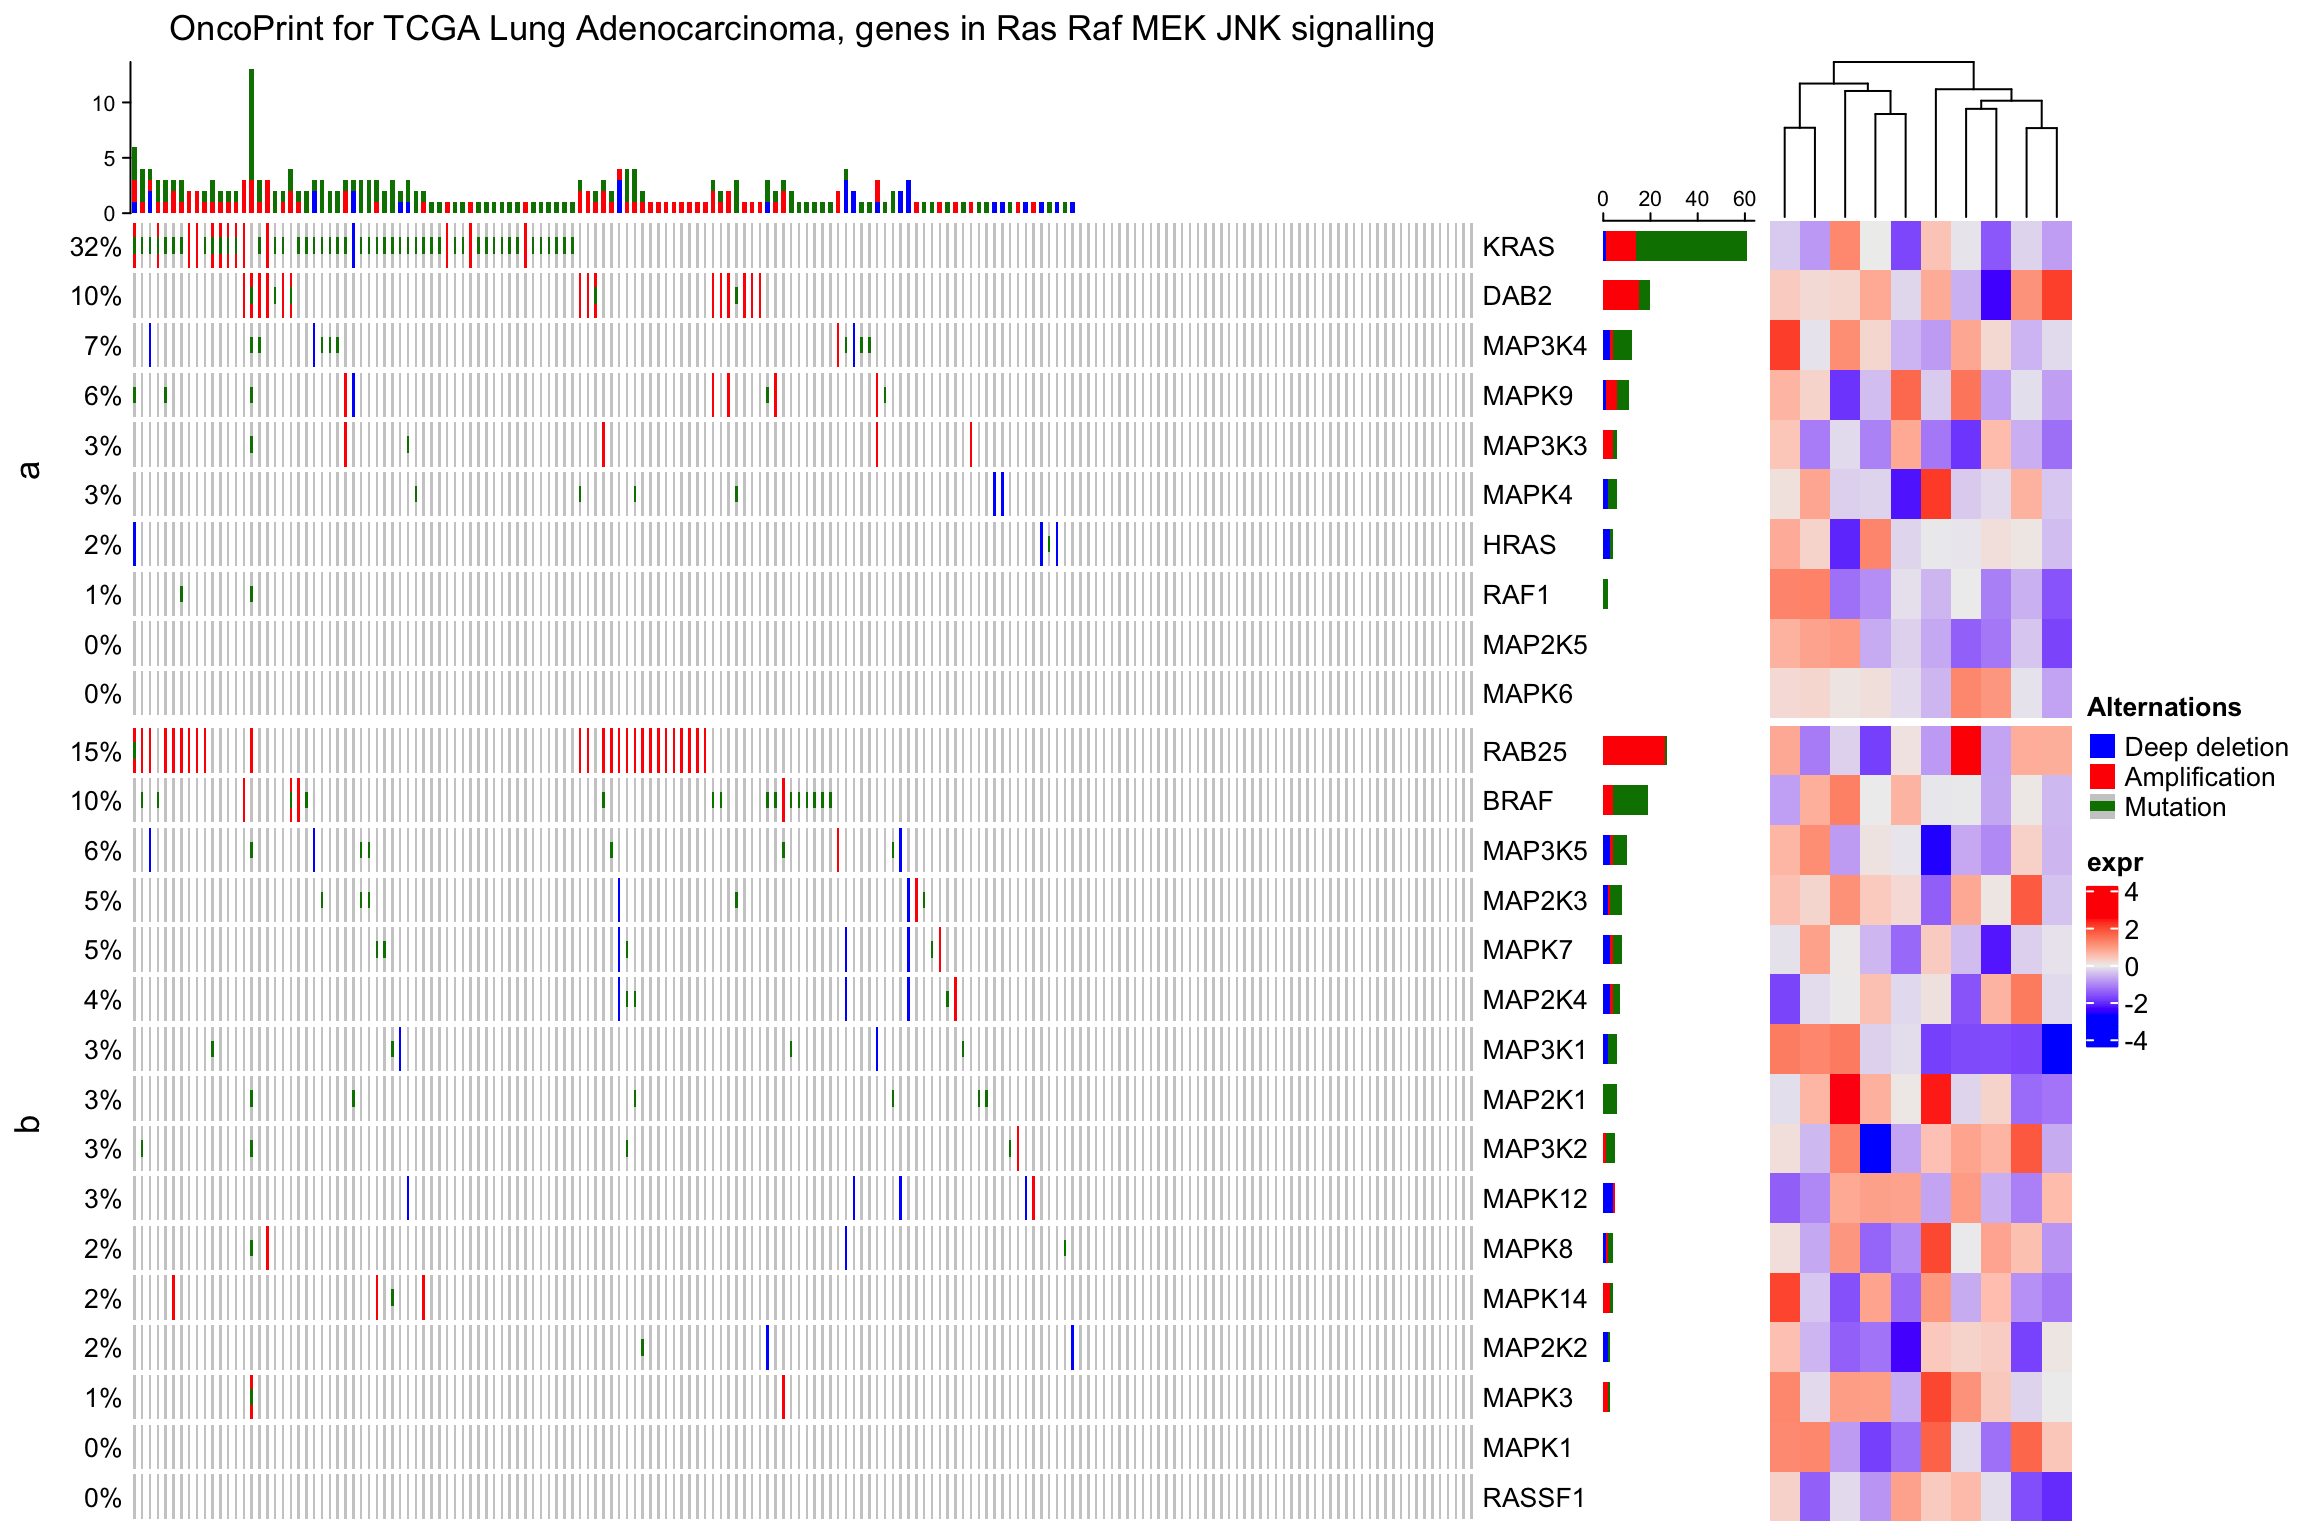 OncoPrint for TCGA Lung Adenocarcinoma, genes in Ras Raf MEK JNK signalling
10
5
0
0 20 40 60
a
32% KRAS
10% DAB2
7% MAP3K4
6% MAPK9
3% MAP3K3
3% MAPK4
2% HRAS
1% RAF1
0% MAP2K5
0% MAPK6
b
15% RAB25
10% BRAF
6% MAP3K5
5% MAP2K3
5% MAPK7
4% MAP2K4
3% MAP3K1
3% MAP2K1
3% MAP3K2
3% MAPK12
2% MAPK8
2% MAPK14
2% MAP2K2
1% MAPK3
0% MAPK1
0% RASSF1
Alternations
Deep deletion
Amplification
Mutation
expr
4
2
0
-2
-4